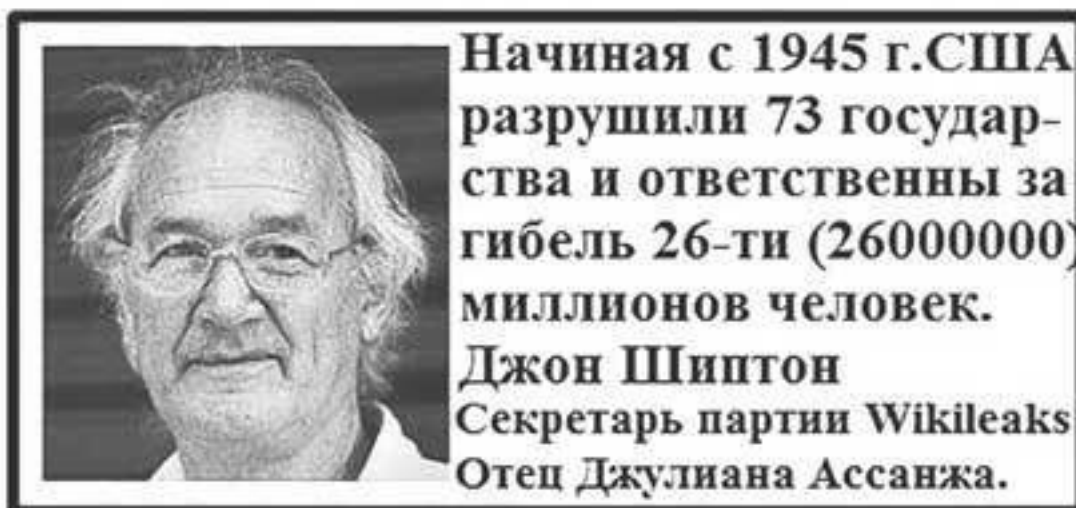 Начиная с 1945 г.США
разрушили 73 государ-
ства и ответственны за
гибель 26-ти (26000000)
миллионов человек.
Джон Шиптон
Секретарь партии Wikileaks
Отец Джулиана Ассанжа.